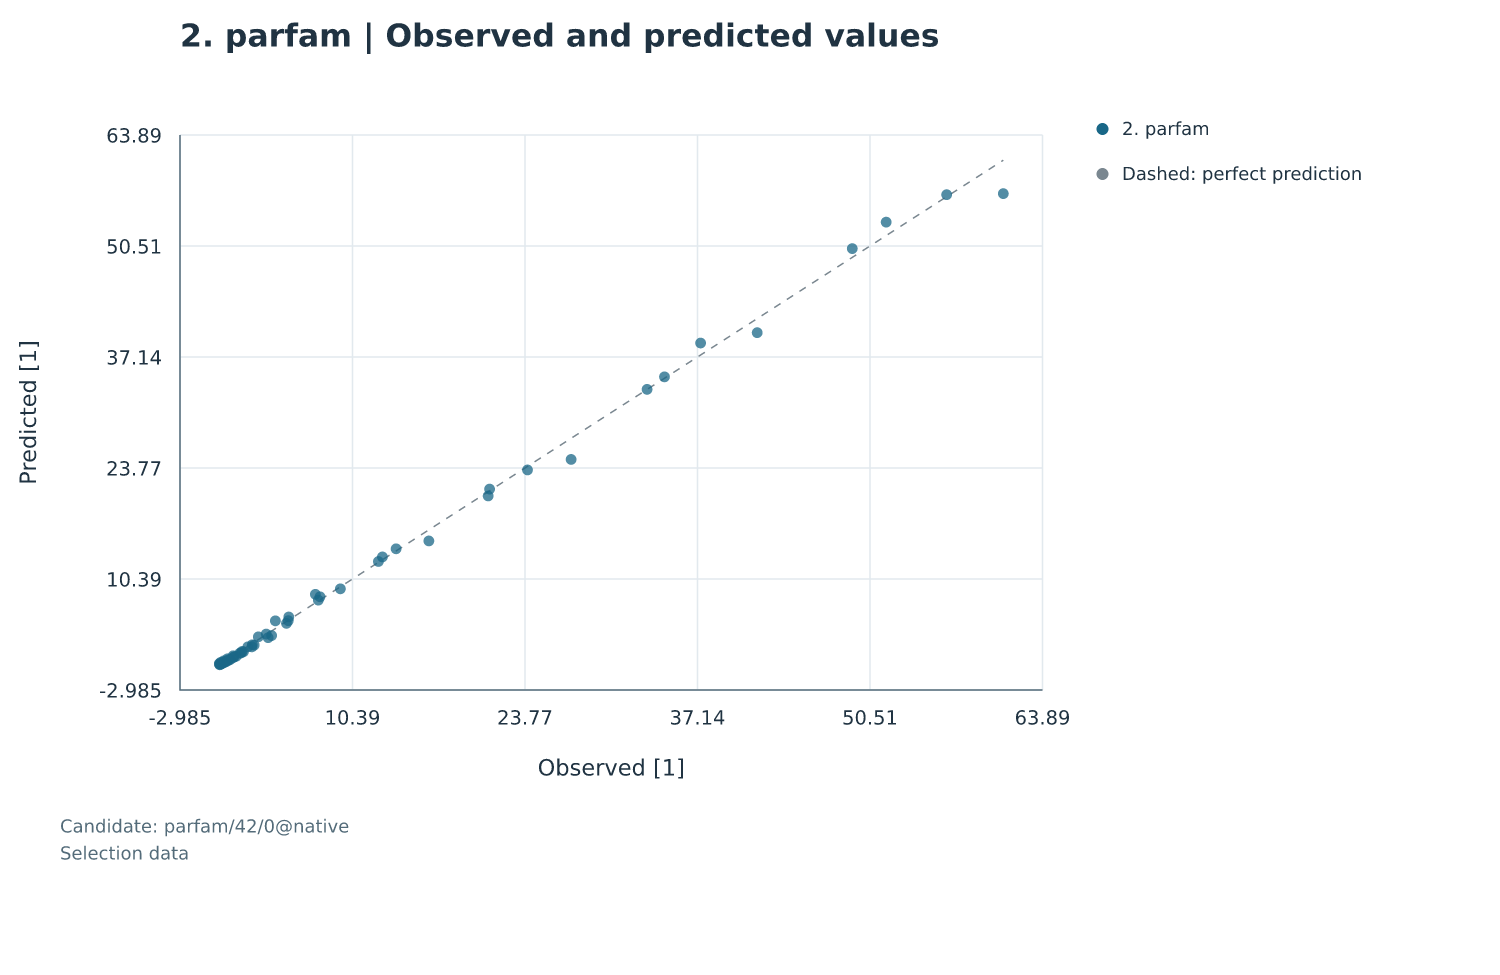 2. parfam | Observed and predicted values
2. parfam
Dashed: perfect prediction
63.89
50.51
37.14
23.77
10.39
-2.985
Predicted [1]
-2.985 10.39 23.77 37.14 50.51 63.89
Observed [1]
Candidate: parfam/42/0@native
Selection data